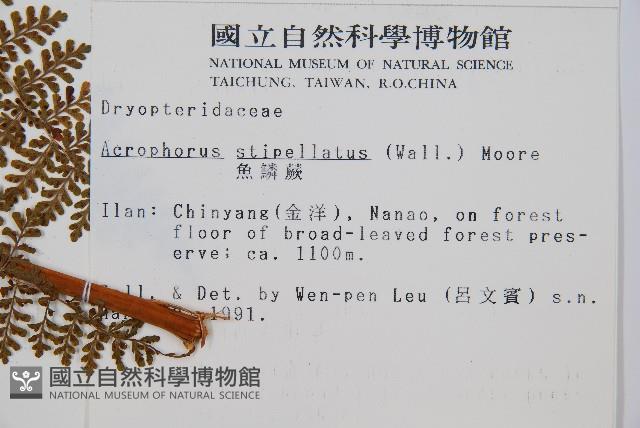 國立自然科學博物館
NATIONAL MUSEUM OF NATURAL SCIENCE
TAICHUNG, TAIWAN, R.O.CHINA
Dryopteridaceae
Acrophorus stipellatus (Wall.) Moore
魚鱗蕨
Ilan: Chinyang(金洋), Nanao, on forest
floor of broad-leaved forest pres-
erve; ca. 1100m.
& Det. by Wen-pen Leu (呂文賓) s.n.
1991.
國立自然科學博物館
NATIONAL MUSEUM OF NATURAL SCIENCE